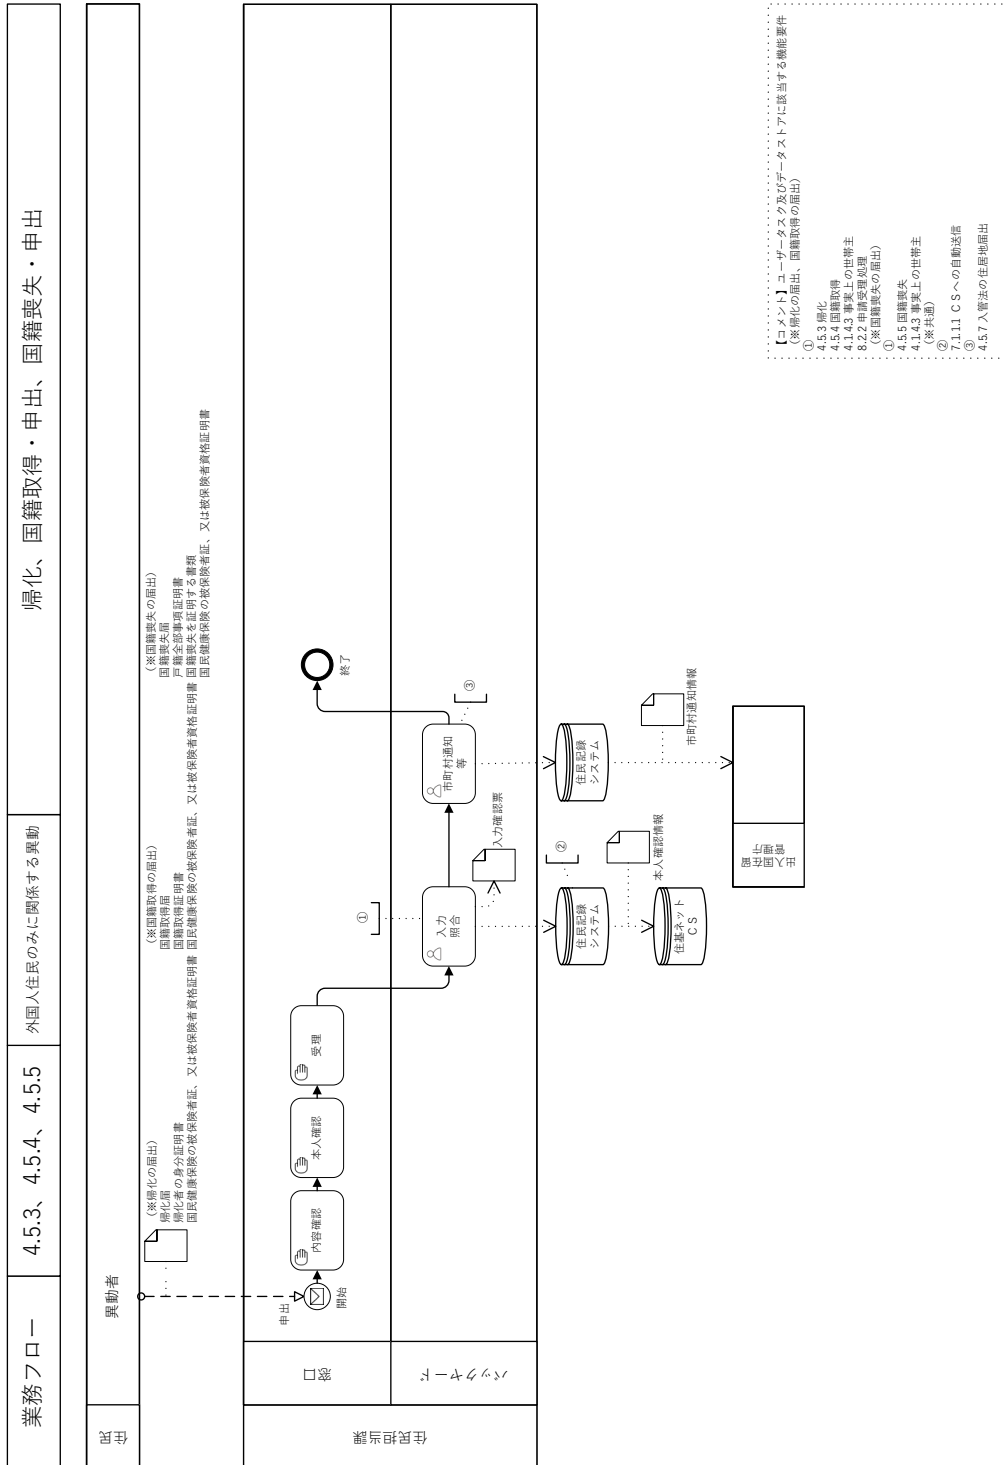 業務フロー
4.5.3、4.5.4、4.5.5
外国人住民のみに関係する異動
帰化、国籍取得・申出、国籍喪失・申出
住民
異動者
（※帰化の届出）
帰化届
帰化者の身分証明書
国民健康保険の被保険者証、又は被保険者資格証明書
（※国籍取得の届出）
国籍取得届
国籍取得証明書
国民健康保険の被保険者証、又は被保険者資格証明書
（※国籍喪失の届出）
国籍喪失届
戸籍全部事項証明書
国籍喪失を証明する書類
国民健康保険の被保険者証、又は被保険者資格証明書
住民担当課
窓口
申出
開始
内容確認
本人確認
受理
終了
バックヤード
①
入力
照合
入力確認票
市町村通知
等
③
住民記録
システム
②
住民記録
システム
住基ネット
CS
本人確認情報
市町村通知情報
出入国在留
管理庁
【コメント】ユーザータスク及びデータストアに該当する機能要件
（※帰化の届出、国籍取得の届出）
①
4.5.3 帰化
4.5.4 国籍取得
4.1.4.3 事実上の世帯主
8.2.2 申請受理処理
（※国籍喪失の届出）
①
4.5.5 国籍喪失
4.1.4.3 事実上の世帯主
（※共通）
②
7.1.1.1 ＣＳへの自動送信
③
4.5.7 入管法の住居地届出